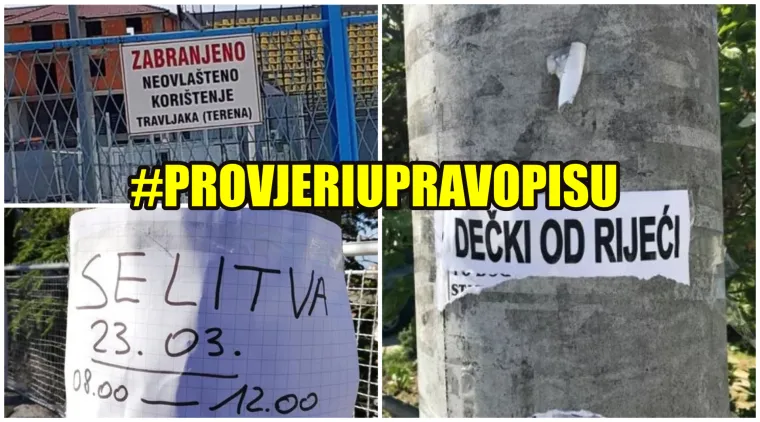 ZABRANJENO
NEOVLAŠTENO
KORIŠTENJE
TRAVLJAKA (TERENA)
#PROVJERIUPRAVOPISU
DEČKI OD RIJEĆI
SELITVA
23. 03.
08.00 — 12.00